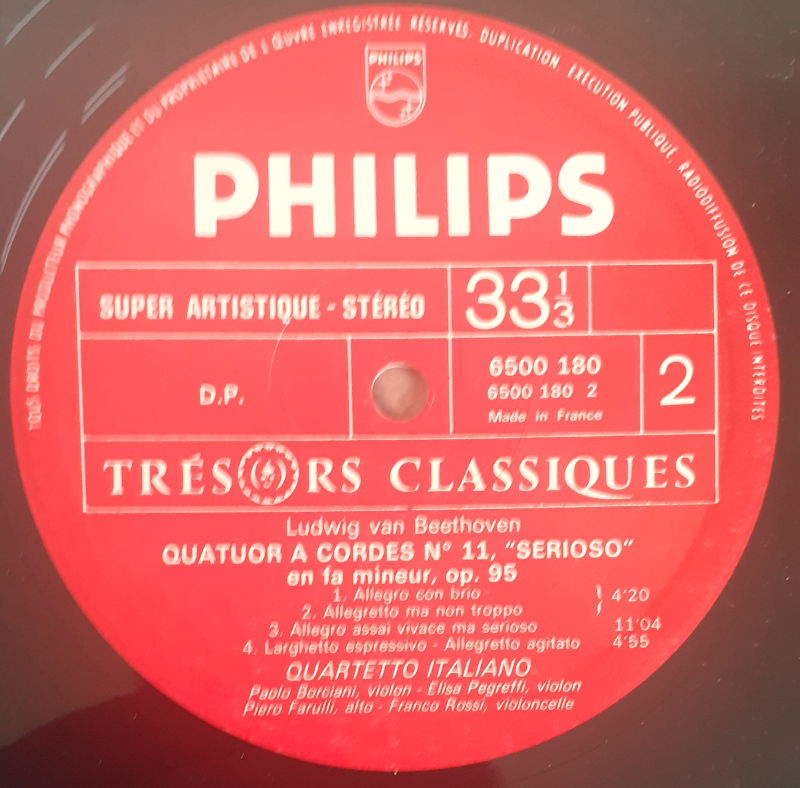 TOUS DROITS DU PRODUCTEUR PHONOGRAPHIQUE ET DU PROPRIETAIRE DE L'ŒUVRE ENREGISTRÉE RÉSERVÉS. DUPLICATION, EXECUTION PUBLIQUE, RADIODIFFUSION DE CE DISQUE INTERDITES
PHILIPS
PHILIPS
SUPER ARTISTIQUE - STÉRÉO
33 1/3
D.P.
6500 180
6500 180 2
Made in France
2
TRÉSORS CLASSIQUES
Ludwig van Beethoven
QUATUOR A CORDES N° 11, "SERIOSO"
en fa mineur, op. 95
1. Allegro con brio 4'20
2. Allegretto ma non troppo
3. Allegro assai vivace ma serioso 11'04
4. Larghetto espressivo - Allegretto agitato 4'55
QUARTETTO ITALIANO
Paolo Borciani, violon - Elisa Pegreffi, violon
Piero Farulli, alto - Franco Rossi, violoncelle